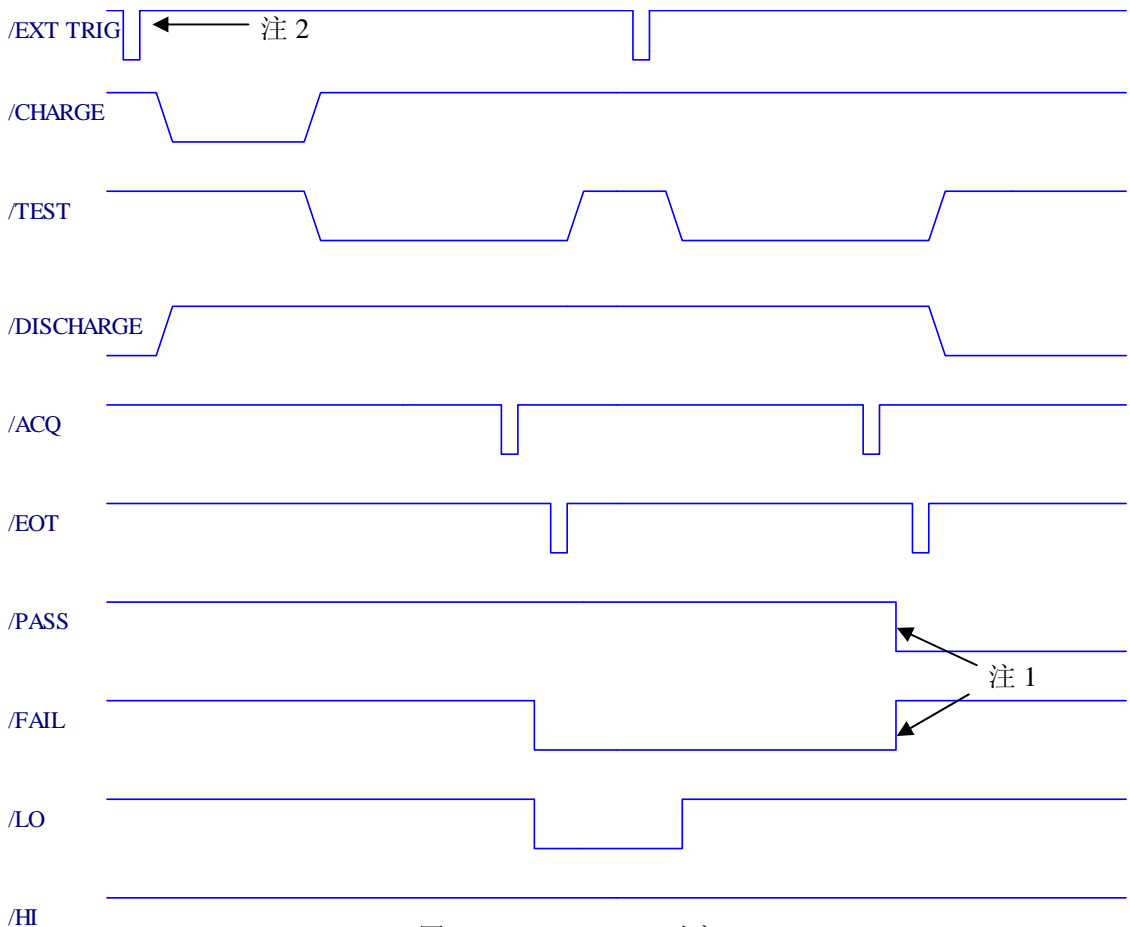 /EXT TRIG
注 2
/CHARGE
/TEST
/DISCHARGE
/ACQ
/EOT
/PASS
注 1
/FAIL
/LO
/HI